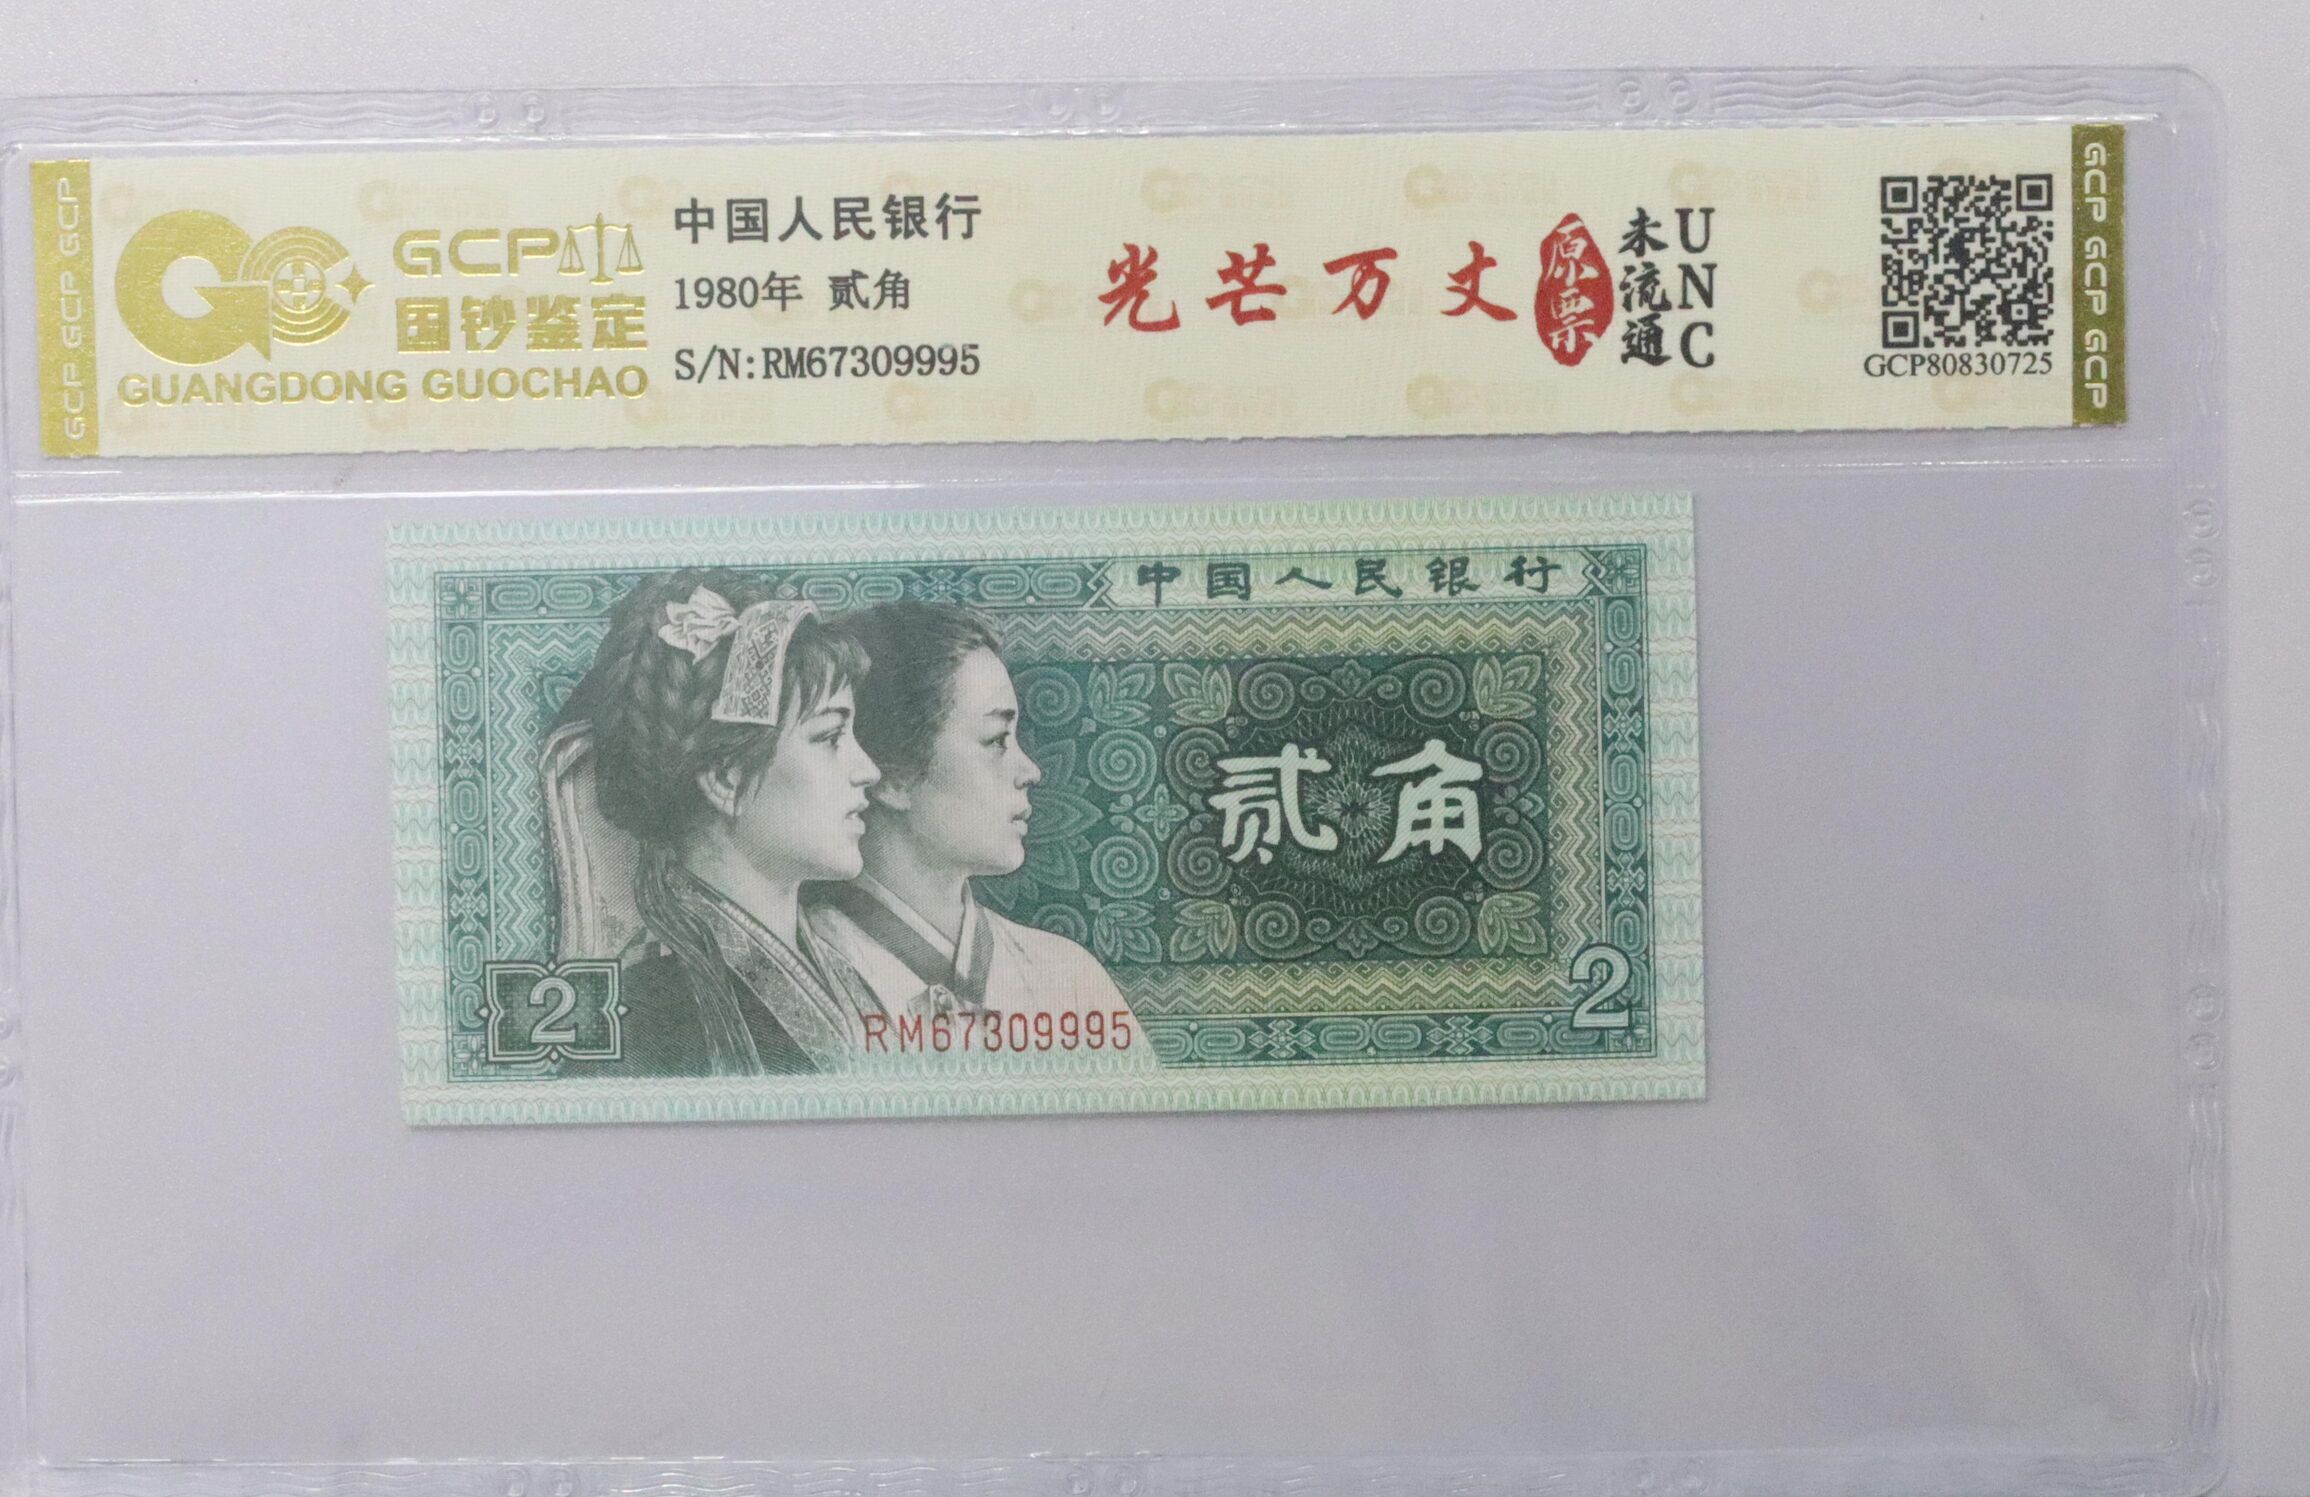 GCP GCP GCP
GCP
国钞鉴定
GUANGDONG GUOCHAO
中国人民银行
1980年 贰角
S/N:RM67309995
光芒万丈
原票
未流通
UNC
GCP80830725
GCP GCP GCP
中国人民银行
贰角
2
2
RM67309995